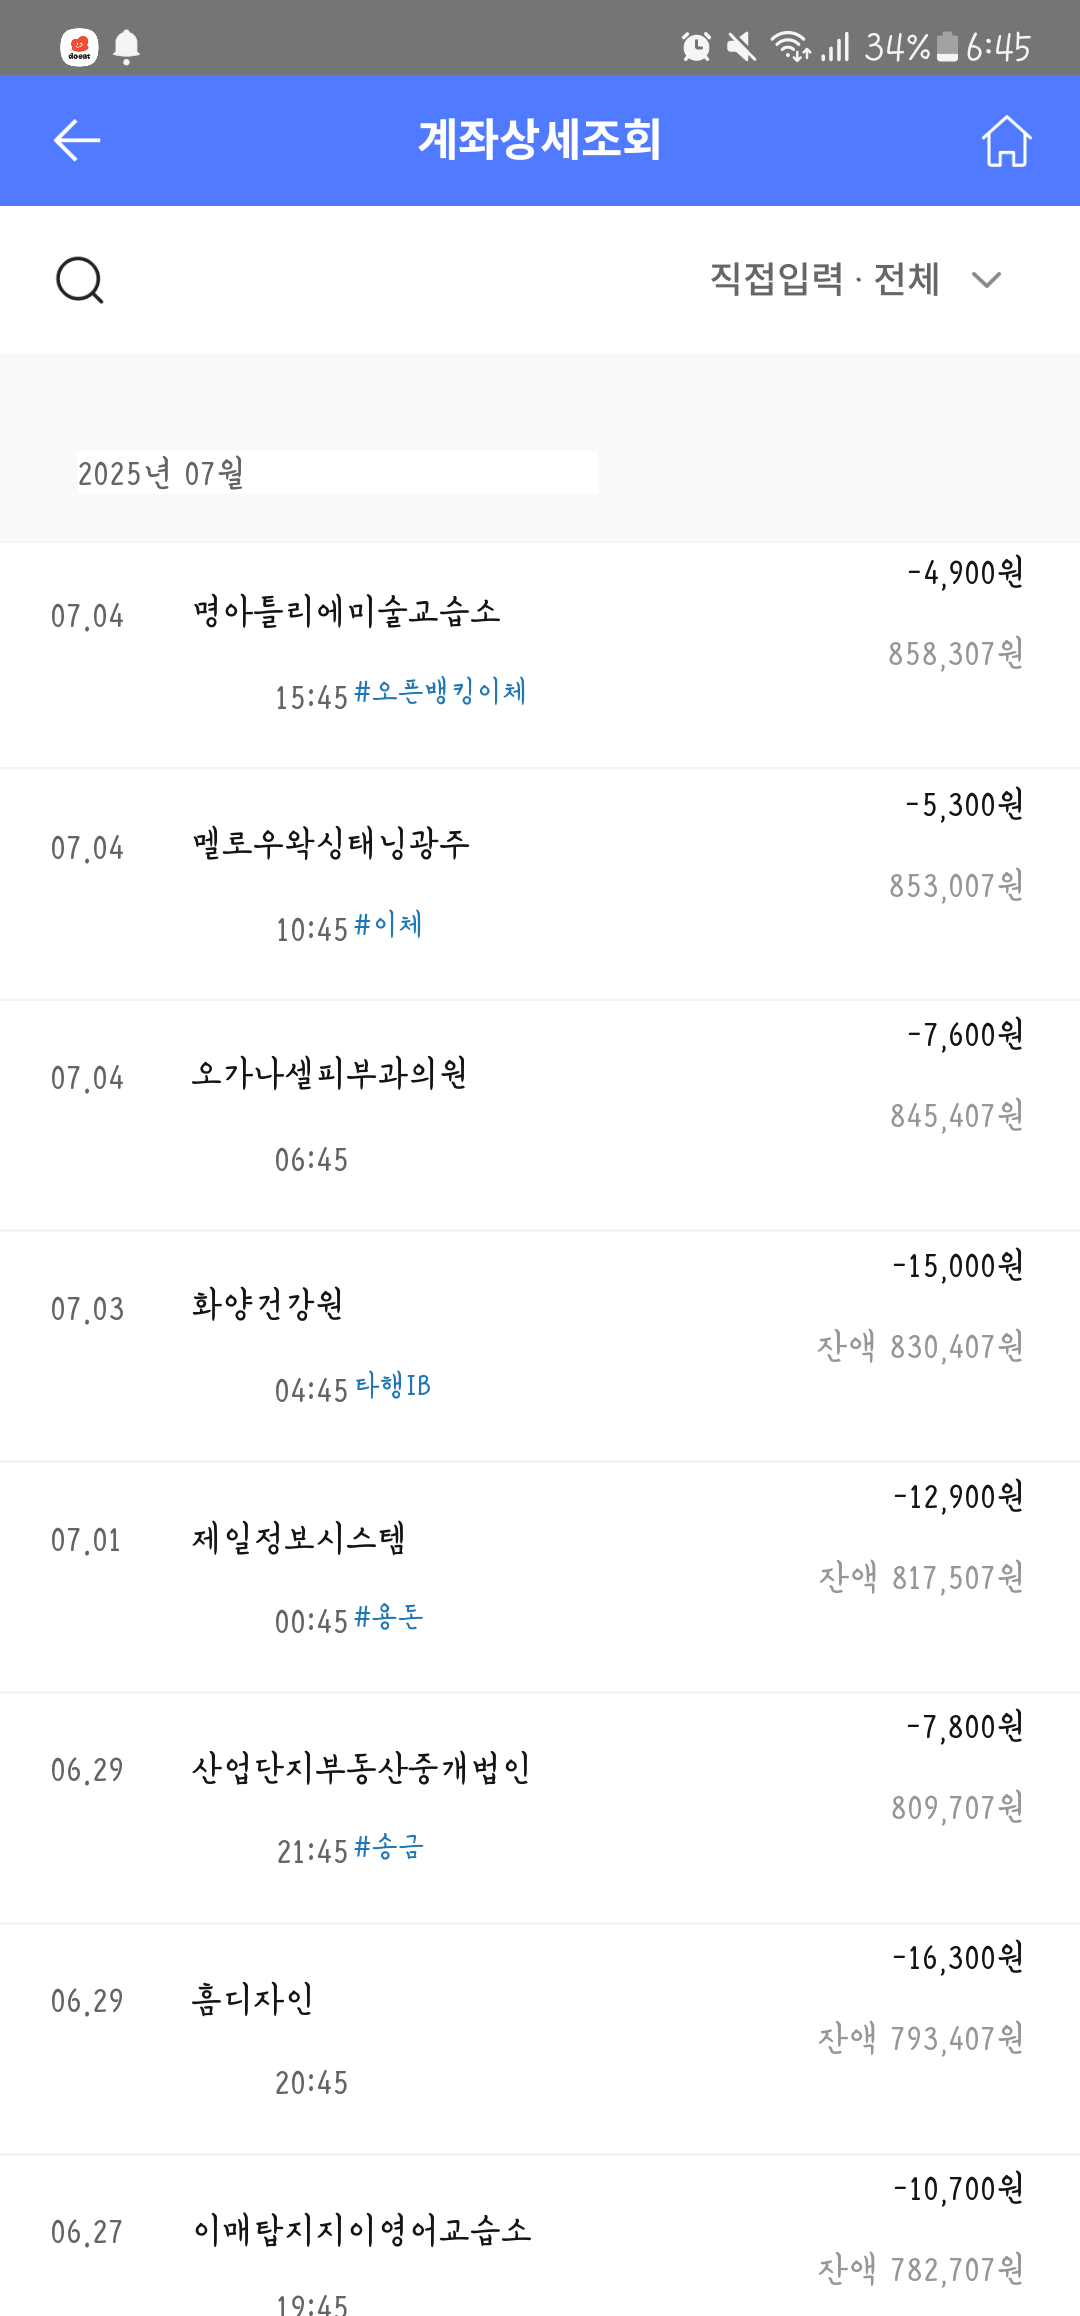 doeat
34% 6:45
계좌상세조회
직접입력 · 전체
2025년 07월
-4,900원
07.04 명아틀리에미술교습소
858,307원
15:45 #오픈뱅킹이체
-5,300원
07.04 멜로우왁싱태닝광주
853,007원
10:45 #이체
-7,600원
07.04 오가나셀피부과의원
845,407원
06:45
-15,000원
07.03 화양건강원
잔액 830,407원
04:45 타행IB
-12,900원
07.01 제일정보시스템
잔액 817,507원
00:45 #용돈
-7,800원
06.29 산업단지부동산중개법인
809,707원
21:45 #송금
-16,300원
06.29 흠디자인
잔액 793,407원
20:45
-10,700원
06.27 이매탑지지이영어교습소
잔액 782,707원
19:45